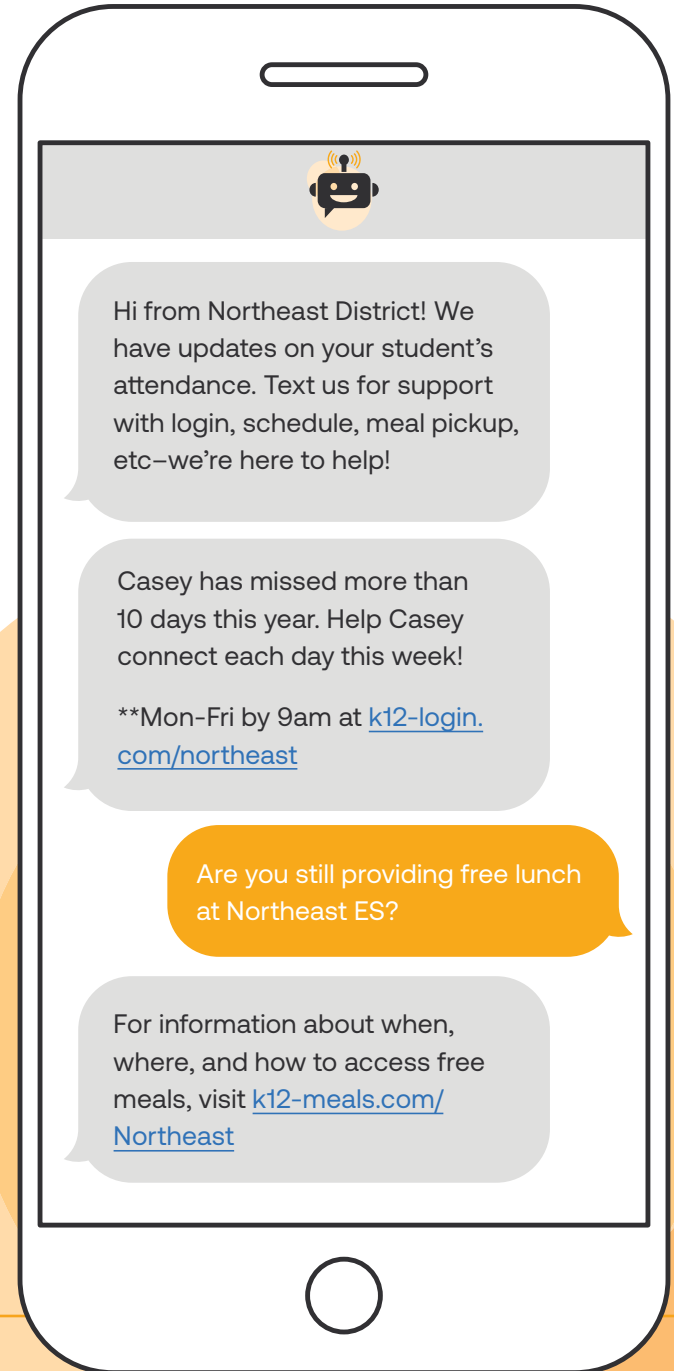 Hi from Northeast District! We
have updates on your student’s
attendance. Text us for support
with login, schedule, meal pickup,
etc–we’re here to help!
Casey has missed more than
10 days this year. Help Casey
connect each day this week!
**Mon-Fri by 9am at k12-login.
com/northeast
Are you still providing free lunch
at Northeast ES?
For information about when,
where, and how to access free
meals, visit k12-meals.com/
Northeast